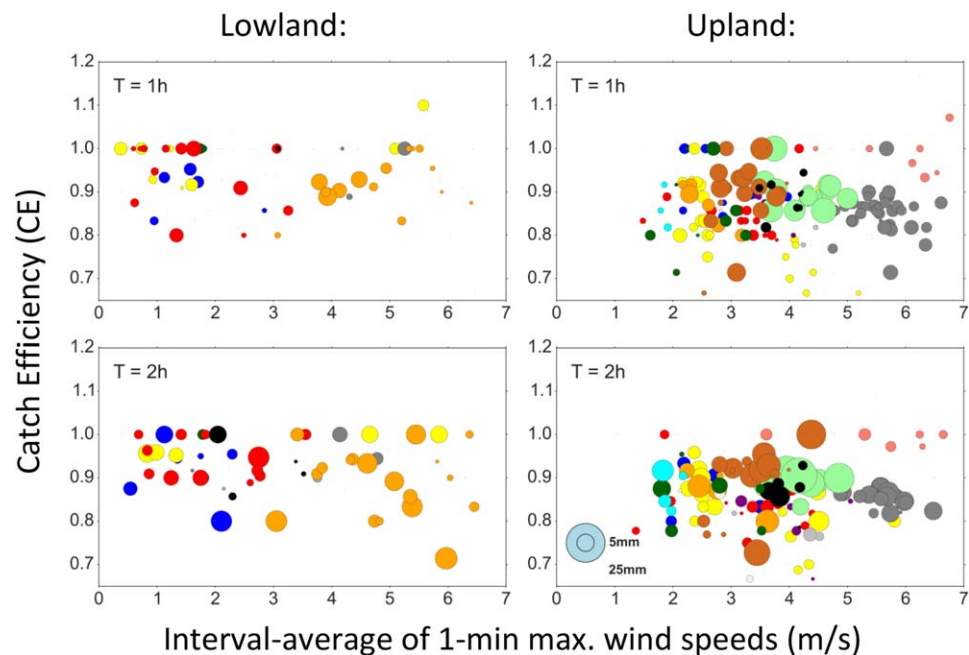 Lowland: Upland:
Catch Efficiency (CE)
1.2 1.2
T = 1h T = 1h
1.1 1.1
1.0 1.0
0.9 0.9
0.8 0.8
0.7 0.7
0 1 2 3 4 5 6 7 0 1 2 3 4 5 6 7
1.2 1.2
T = 2h T = 2h
1.1 1.1
1.0 1.0
0.9 0.9
0.8 0.8
5mm
0.7 0.7
25mm
0 1 2 3 4 5 6 7 0 1 2 3 4 5 6 7
Interval-average of 1-min max. wind speeds (m/s)